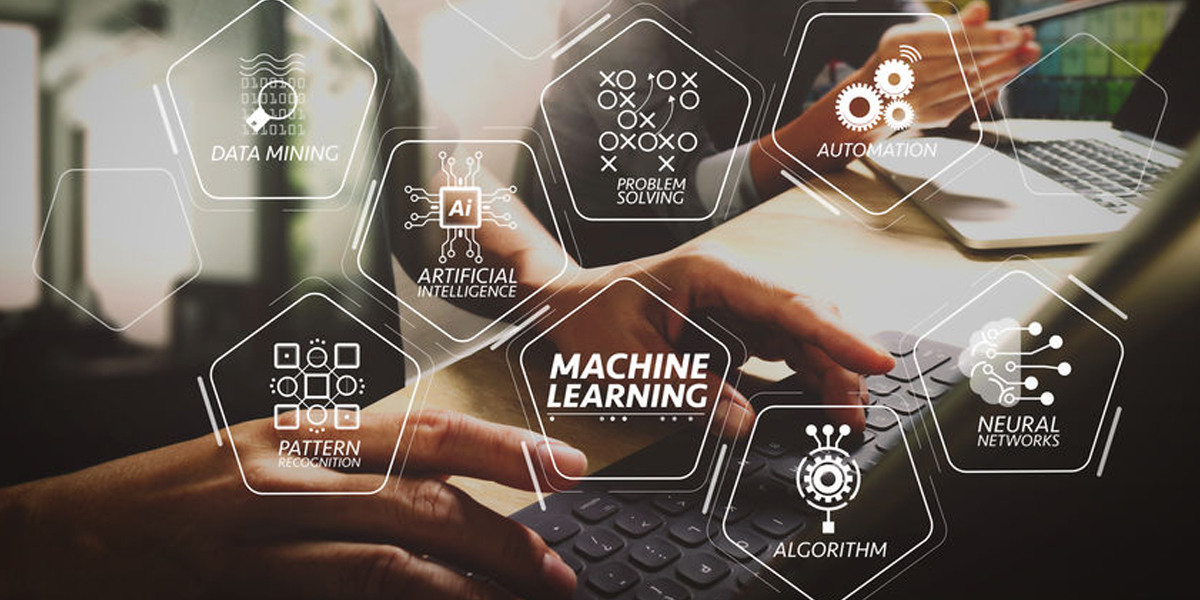 DATA MINING
PROBLEM
SOLVING
AUTOMATION
Ai
ARTIFICIAL
INTELLIGENCE
MACHINE
LEARNING
PATTERN
RECOGNITION
NEURAL
NETWORKS
ALGORITHM